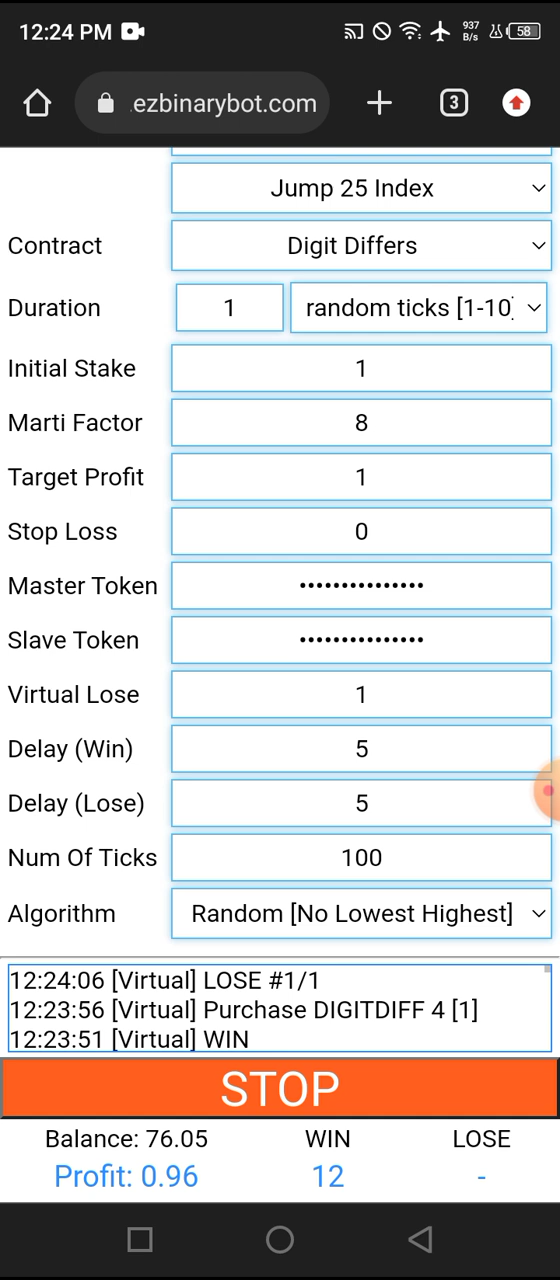 12:24 PM
937 B/s
58
.ezbinarybot.com
3
Jump 25 Index
Contract Digit Differs
Duration 1 random ticks [1-10]
Initial Stake 1
Marti Factor 8
Target Profit 1
Stop Loss 0
Master Token •••••••••••••••
Slave Token •••••••••••••••
Virtual Lose 1
Delay (Win) 5
Delay (Lose) 5
Num Of Ticks 100
Algorithm Random [No Lowest Highest]
12:24:06 [Virtual] LOSE #1/1
12:23:56 [Virtual] Purchase DIGITDIFF 4 [1]
12:23:51 [Virtual] WIN
STOP
Balance: 76.05 WIN LOSE
Profit: 0.96 12 -